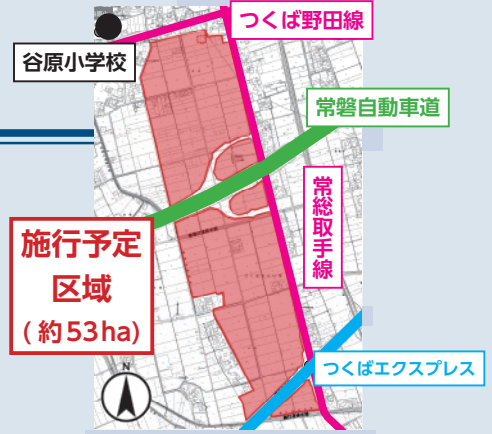 つくば野田線
谷原小学校
常磐自動車道
常総取手線
施行予定
区域
(約53ha)
つくばエクスプレス
N